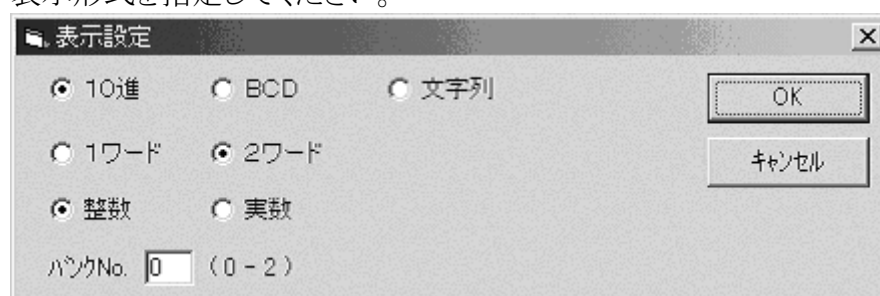 表示形式を指定してください。
表示設定
10進 BCD 文字列 OK
1ワード 2ワード ｷｬﾝｾﾙ
整数 実数
ﾊﾞﾝｸNo. 0 (0-2)